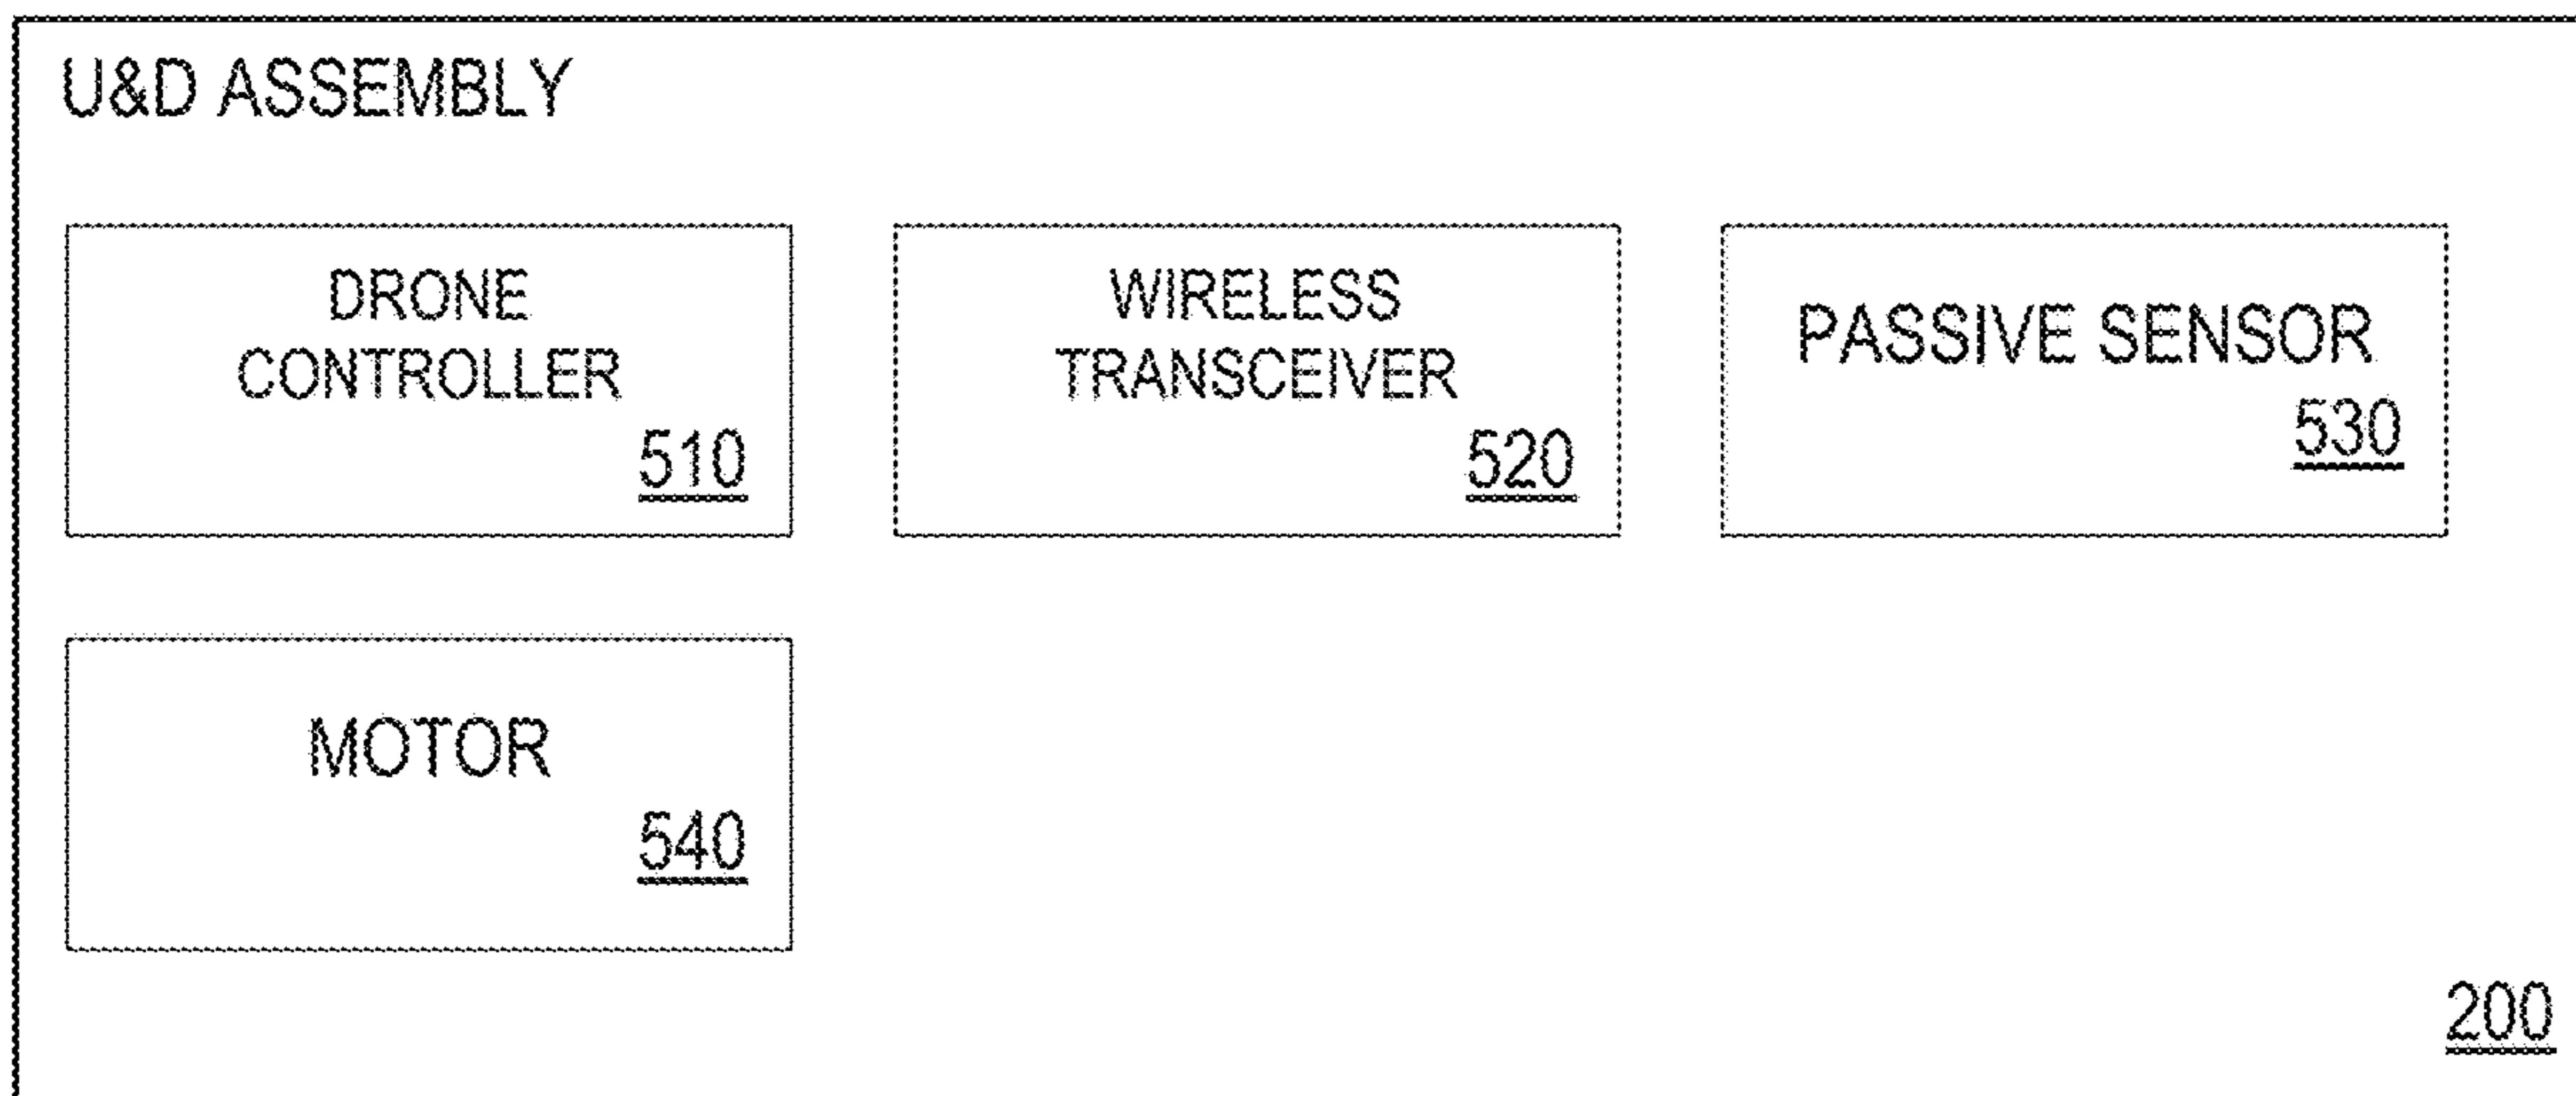 U&D ASSEMBLY
DRONE
CONTROLLER
510
WIRELESS
TRANSCEIVER
520
PASSIVE SENSOR
530
MOTOR
540
200